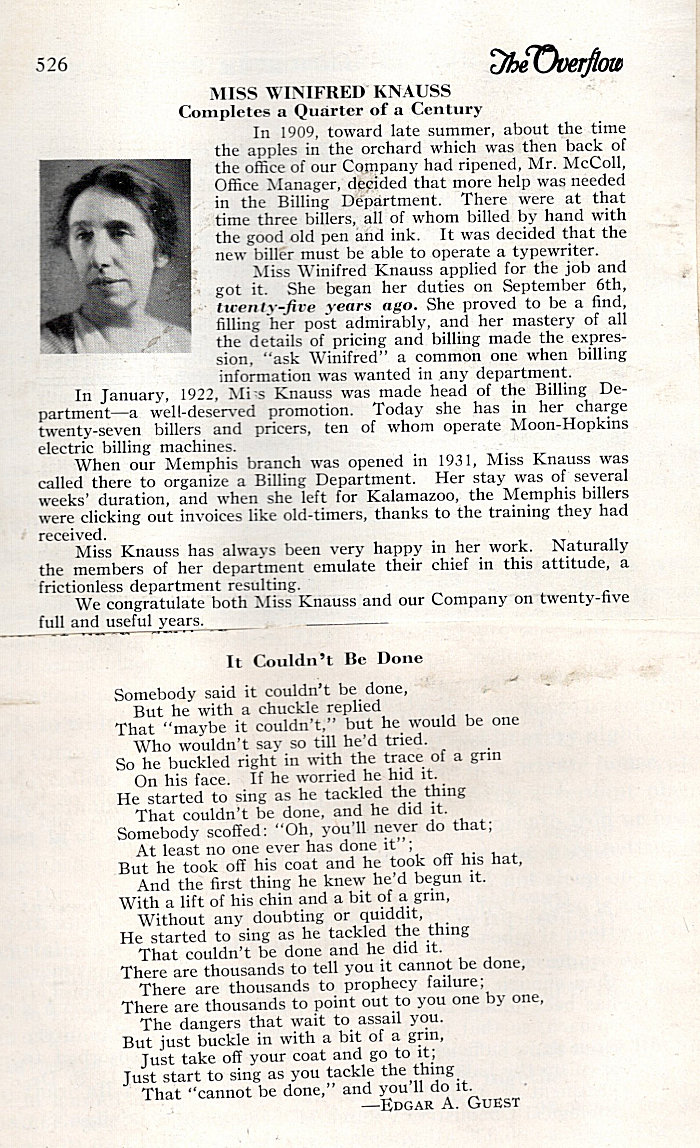 526
The Overflow
MISS WINIFRED KNAUSS
Completes a Quarter of a Century
In 1909, toward late summer, about the time
the apples in the orchard which was then back of
the office of our Company had ripened, Mr. McColl,
Office Manager, decided that more help was needed
in the Billing Department. There were at that
time three billers, all of whom billed by hand with
the good old pen and ink. It was decided that the
new biller must be able to operate a typewriter.
Miss Winifred Knauss applied for the job and
got it. She began her duties on September 6th,
twenty-five years ago. She proved to be a find,
filling her post admirably, and her mastery of all
the details of pricing and billing made the expres-
sion, "ask Winifred" a common one when billing
information was wanted in any department.
In January, 1922, Miss Knauss was made head of the Billing De-
partment—a well-deserved promotion. Today she has in her charge
twenty-seven billers and pricers, ten of whom operate Moon-Hopkins
electric billing machines.
When our Memphis branch was opened in 1931, Miss Knauss was
called there to organize a Billing Department. Her stay was of several
weeks' duration, and when she left for Kalamazoo, the Memphis billers
were clicking out invoices like old-timers, thanks to the training they had
received.
Miss Knauss has always been very happy in her work. Naturally
the members of her department emulate their chief in this attitude, a
frictionless department resulting.
We congratulate both Miss Knauss and our Company on twenty-five
full and useful years.
It Couldn't Be Done
Somebody said it couldn't be done,
But he with a chuckle replied
That "maybe it couldn't," but he would be one
Who wouldn't say so till he'd tried.
So he buckled right in with the trace of a grin
On his face. If he worried he hid it.
He started to sing as he tackled the thing
That couldn't be done, and he did it.
Somebody scoffed: "Oh, you'll never do that;
At least no one ever has done it";
But he took off his coat and he took off his hat,
And the first thing he knew he'd begun it.
With a lift of his chin and a bit of a grin,
Without any doubting or quiddit,
He started to sing as he tackled the thing
That couldn't be done and he did it.
There are thousands to tell you it cannot be done,
There are thousands to prophecy failure;
There are thousands to point out to you one by one,
The dangers that wait to assail you.
But just buckle in with a bit of a grin,
Just take off your coat and go to it;
Just start to sing as you tackle the thing
That "cannot be done," and you'll do it.
—EDGAR A. GUEST